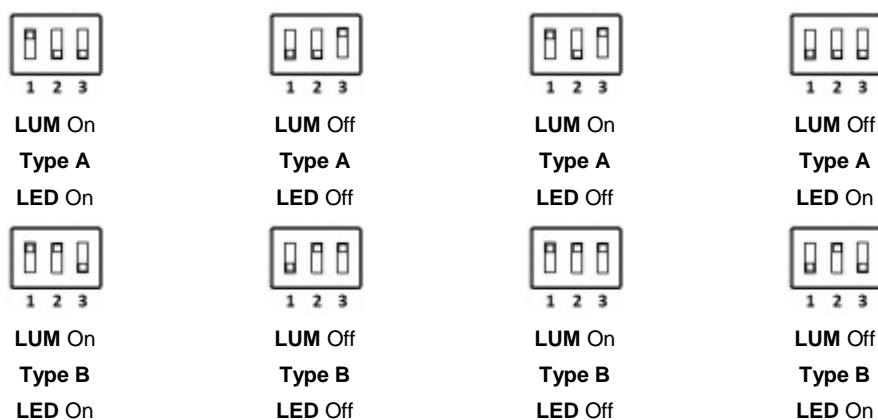 1 2 3 1 2 3 1 2 3 1 2 3
LUM On LUM Off LUM On LUM Off
Type A Type A Type A Type A
LED On LED Off LED Off LED On
1 2 3 1 2 3 1 2 3 1 2 3
LUM On LUM Off LUM On LUM Off
Type B Type B Type B Type B
LED On LED Off LED Off LED On